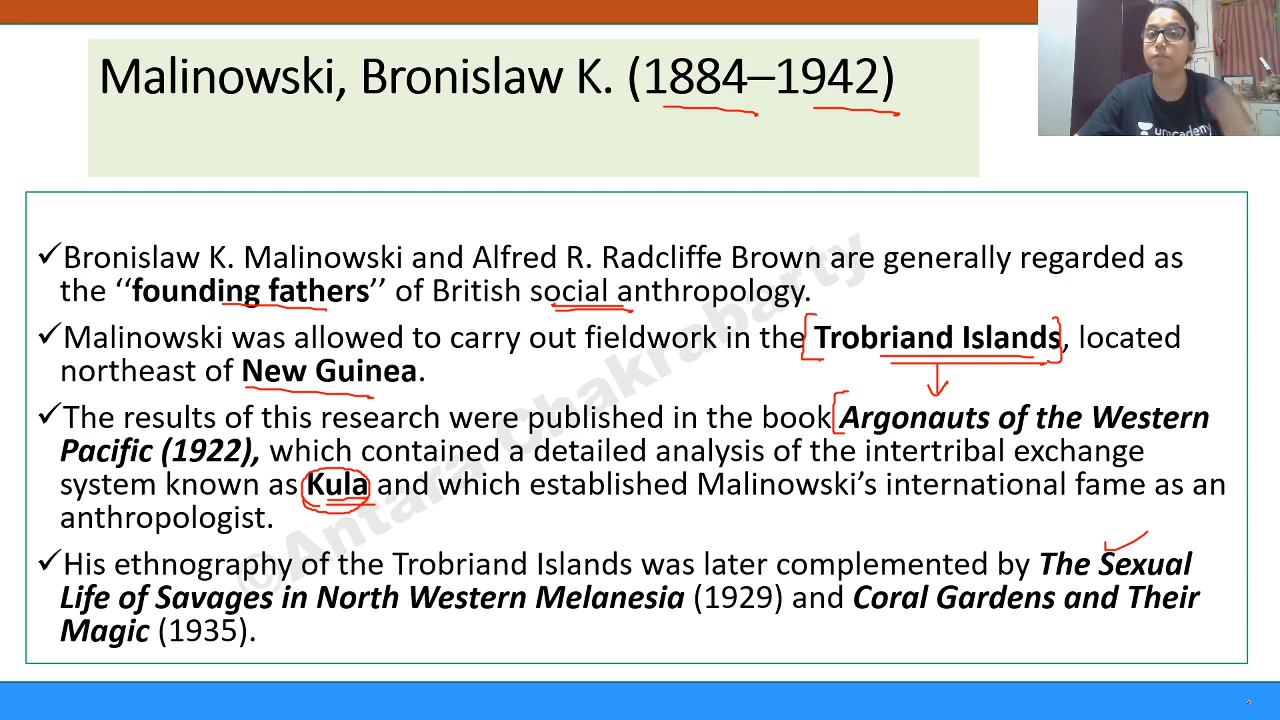 Malinowski, Bronislaw K. (1884–1942)
unacademy
✓Bronislaw K. Malinowski and Alfred R. Radcliffe Brown are generally regarded as
the ‘‘founding fathers’’ of British social anthropology.
✓Malinowski was allowed to carry out fieldwork in the Trobriand Islands, located
northeast of New Guinea.
✓The results of this research were published in the book Argonauts of the Western
Pacific (1922), which contained a detailed analysis of the intertribal exchange
system known as Kula and which established Malinowski’s international fame as an
anthropologist.
✓His ethnography of the Trobriand Islands was later complemented by The Sexual
Life of Savages in North Western Melanesia (1929) and Coral Gardens and Their
Magic (1935).
©Antara Chakrabarty